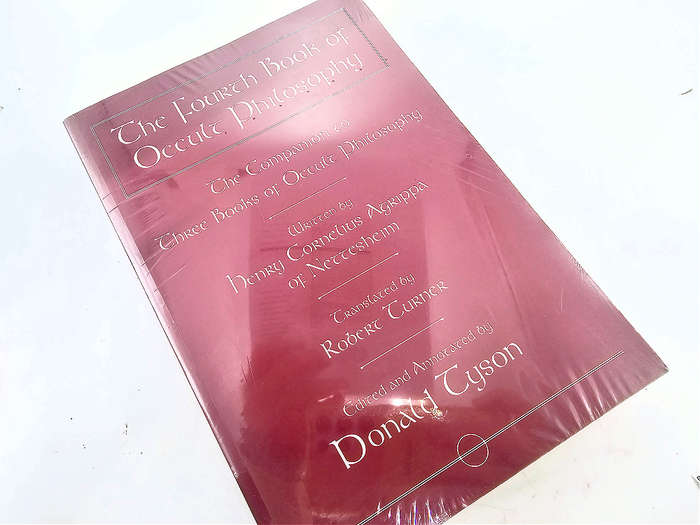 The Fourth Book of
Occult Philosophy
The Companion to
Three Books of Occult Philosophy
Written by
Henry Cornelius Agrippa
of Nettesheim
Translated by
Robert Turner
Edited and Annotated by
Donald Tyson